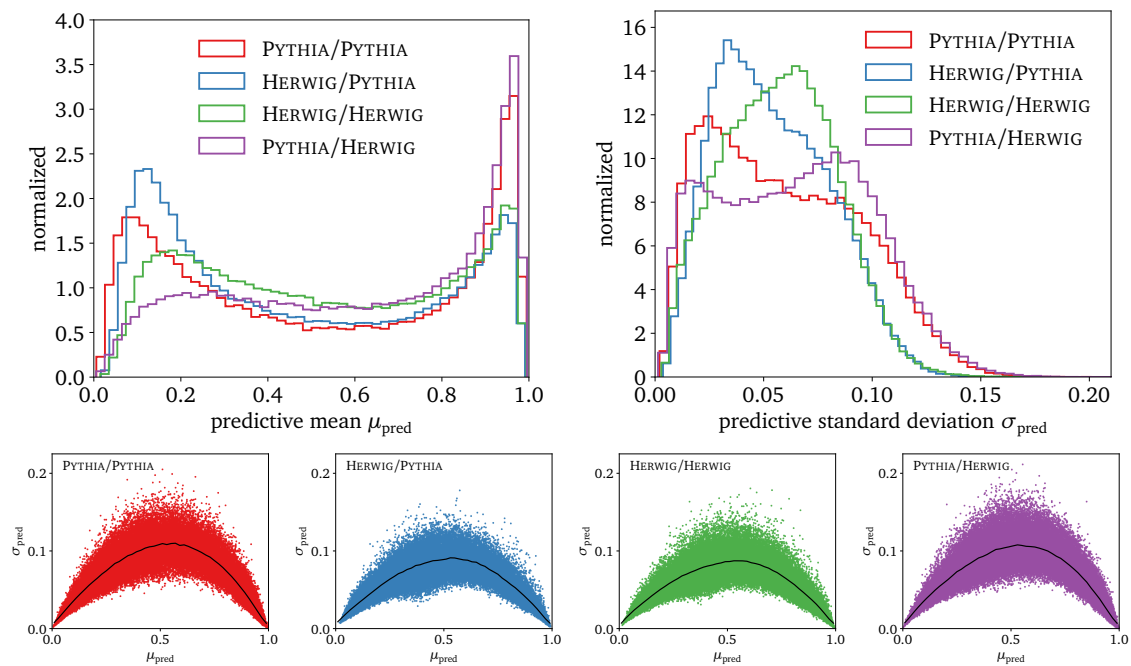 4.0
3.5
3.0
2.5
2.0
1.5
1.0
0.5
0.0
normalized
PYTHIA/PYTHIA
HERWIG/PYTHIA
HERWIG/HERWIG
PYTHIA/HERWIG
0.0 0.2 0.4 0.6 0.8 1.0
predictive mean μpred
16
14
12
10
8
6
4
2
0
normalized
PYTHIA/PYTHIA
HERWIG/PYTHIA
HERWIG/HERWIG
PYTHIA/HERWIG
0.00 0.05 0.10 0.15 0.20
predictive standard deviation σpred
PYTHIA/PYTHIA
0.2
0.1
0.0
σpred
0.0 0.5 1.0
μpred
HERWIG/PYTHIA
0.2
0.1
0.0
σpred
0.0 0.5 1.0
μpred
HERWIG/HERWIG
0.2
0.1
0.0
σpred
0.0 0.5 1.0
μpred
PYTHIA/HERWIG
0.2
0.1
0.0
σpred
0.0 0.5 1.0
μpred